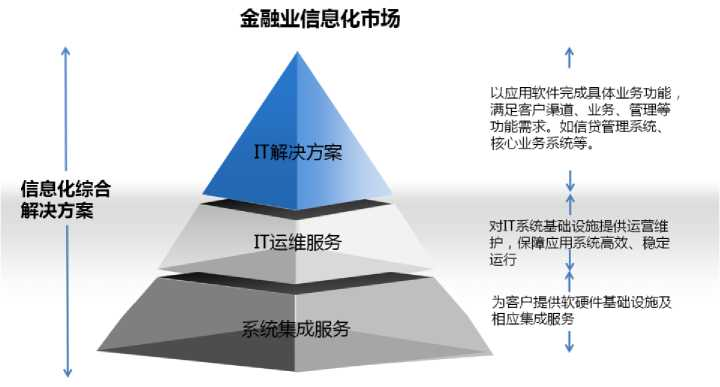 金融业信息化市场
以应用软件完成具体业务功能，
满足客户渠道、业务、管理等
功能需求。如信贷管理系统、
核心业务系统等。
IT解决方案
信息化综合
解决方案
IT运维服务
对IT系统基础设施提供运营维
护，保障应用系统高效、稳定
运行
系统集成服务
为客户提供软硬件基础设施及
相应集成服务